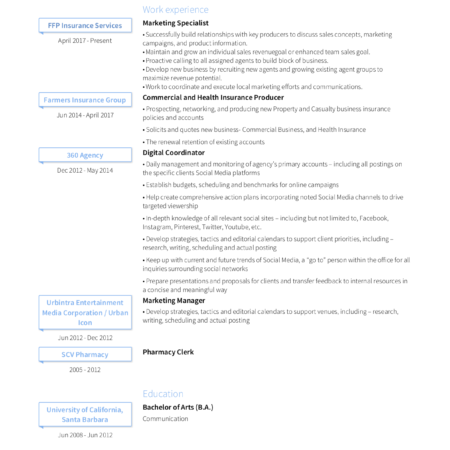 Work experience
FFP Insurance Services
April 2017 - Present
Marketing Specialist
• Successfully build relationships with key producers to discuss sales concepts, marketing
campaigns, and product information.
• Maintain and grow an individual sales revenuegoal or enhanced team sales goal.
• Proactive calling to all assigned agents to build block of business.
• Develop new business by recruiting new agents and growing existing agent groups to
maximize revenue potential.
• Work to coordinate and execute local marketing efforts and communications.
Farmers Insurance Group
Jun 2014 - April 2017
Commercial and Health Insurance Producer
• Prospecting, networking, and producing new Property and Casualty business insurance
policies and accounts
• Solicits and quotes new business- Commercial Business, and Health Insurance
• The renewal retention of existing accounts
360 Agency
Dec 2012 - May 2014
Digital Coordinator
• Daily management and monitoring of agency's primary accounts – including all postings on
the specific clients Social Media platforms
• Establish budgets, scheduling and benchmarks for online campaigns
• Help create comprehensive action plans incorporating noted Social Media channels to drive
targeted viewership
• In-depth knowledge of all relevant social sites – including but not limited to, Facebook,
Instagram, Pinterest, Twitter, Youtube, etc.
• Develop strategies, tactics and editorial calendars to support client priorities, including –
research, writing, scheduling and actual posting
• Keep up with current and future trends of Social Media, a "go to" person within the office for all
inquiries surrounding social networks
• Prepare presentations and proposals for clients and transfer feedback to internal resources in
a concise and meaningful way
Urbintra Entertainment
Media Corporation / Urban
Icon
Jun 2012 - Dec 2012
Marketing Manager
• Develop strategies, tactics and editorial calendars to support venues, including – research,
writing, scheduling and actual posting
SCV Pharmacy
2005 - 2012
Pharmacy Clerk
Education
University of California,
Santa Barbara
Jun 2008 - Jun 2012
Bachelor of Arts (B.A.)
Communication